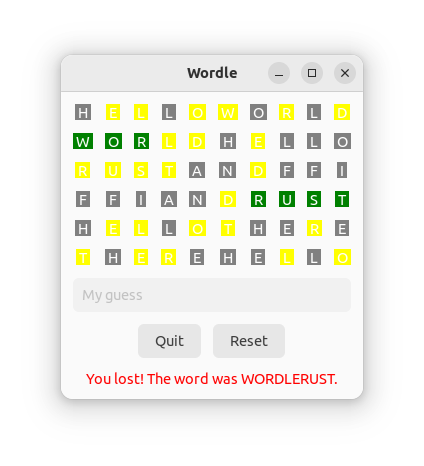 Wordle
H E L L O W O R L D
W O R L D H E L L O
R U S T A N D F F I
F F I A N D R U S T
H E L L O T H E R E
T H E R E H E L L O
My guess
Quit Reset
You lost! The word was WORDLERUST.